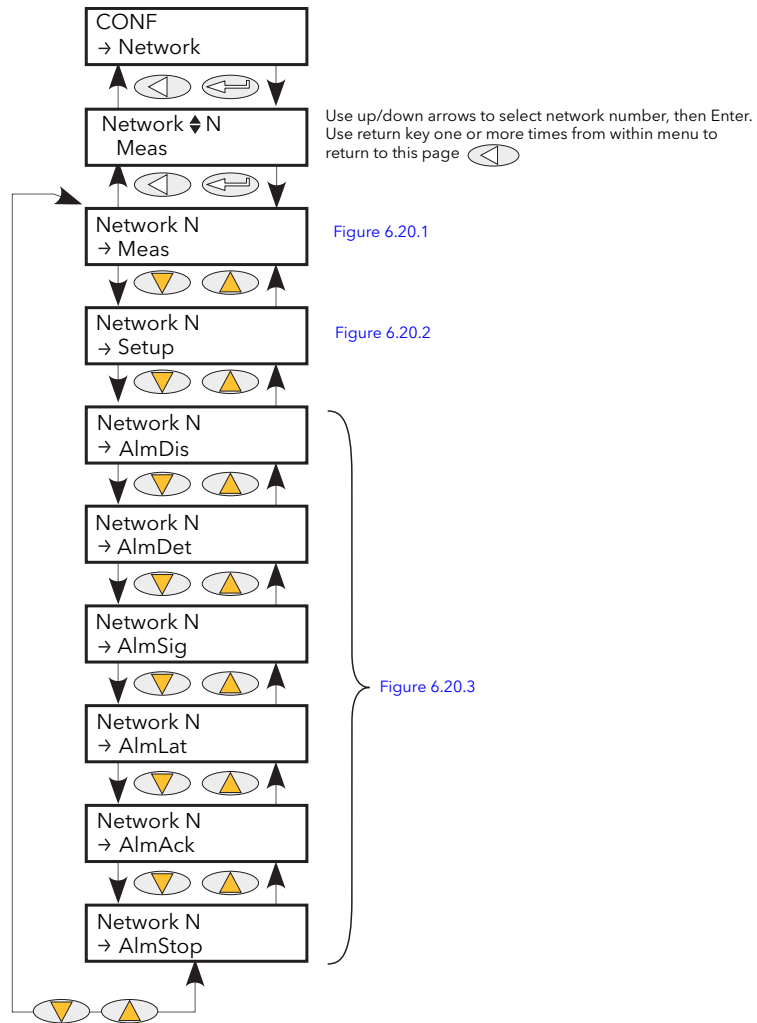 CONF
→ Network
Network ♦ N
Meas
Use up/down arrows to select network number, then Enter.
Use return key one or more times from within menu to
return to this page
Network N
→ Meas
Figure 6.20.1
Network N
→ Setup
Figure 6.20.2
Network N
→ AlmDis
Network N
→ AlmDet
Network N
→ AlmSig
Figure 6.20.3
Network N
→ AlmLat
Network N
→ AlmAck
Network N
→ AlmStop